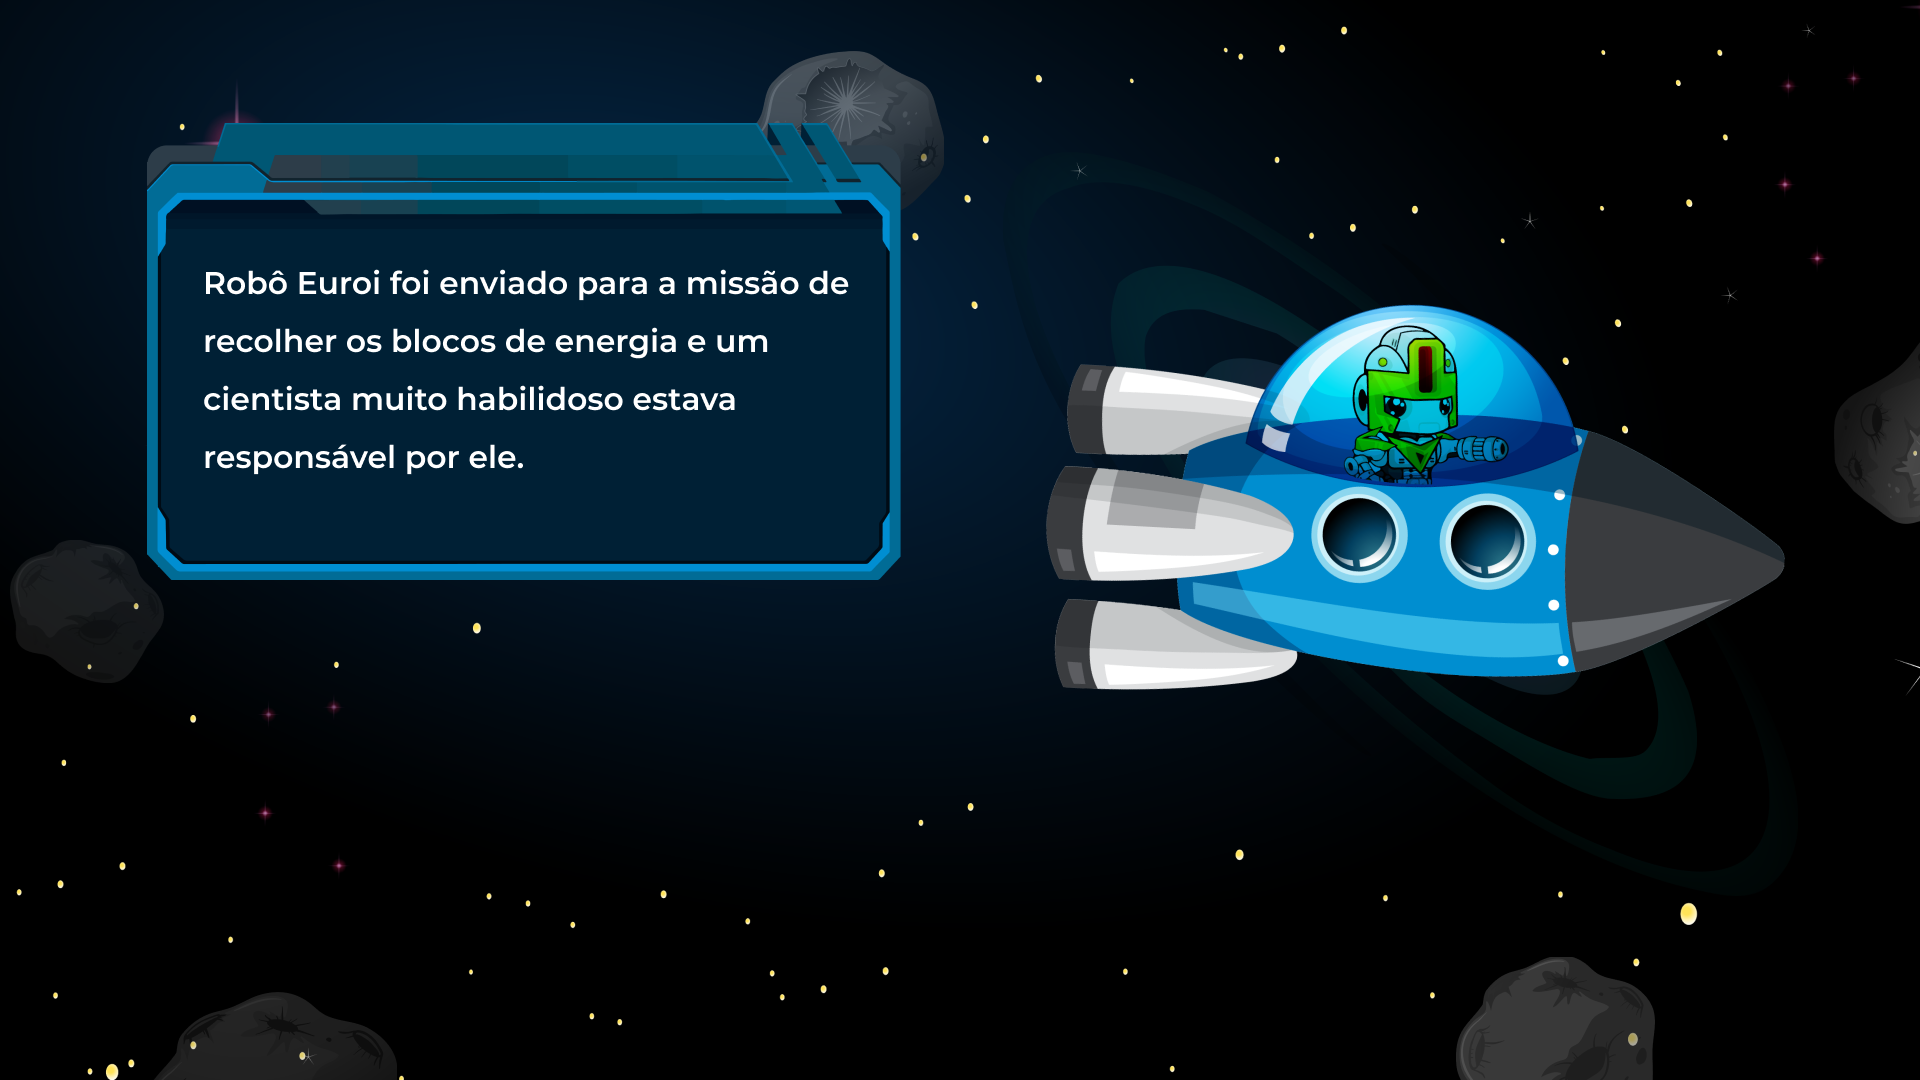 Robô Euroi foi enviado para a missão de
recolher os blocos de energia e um
cientista muito habilidoso estava
responsável por ele.